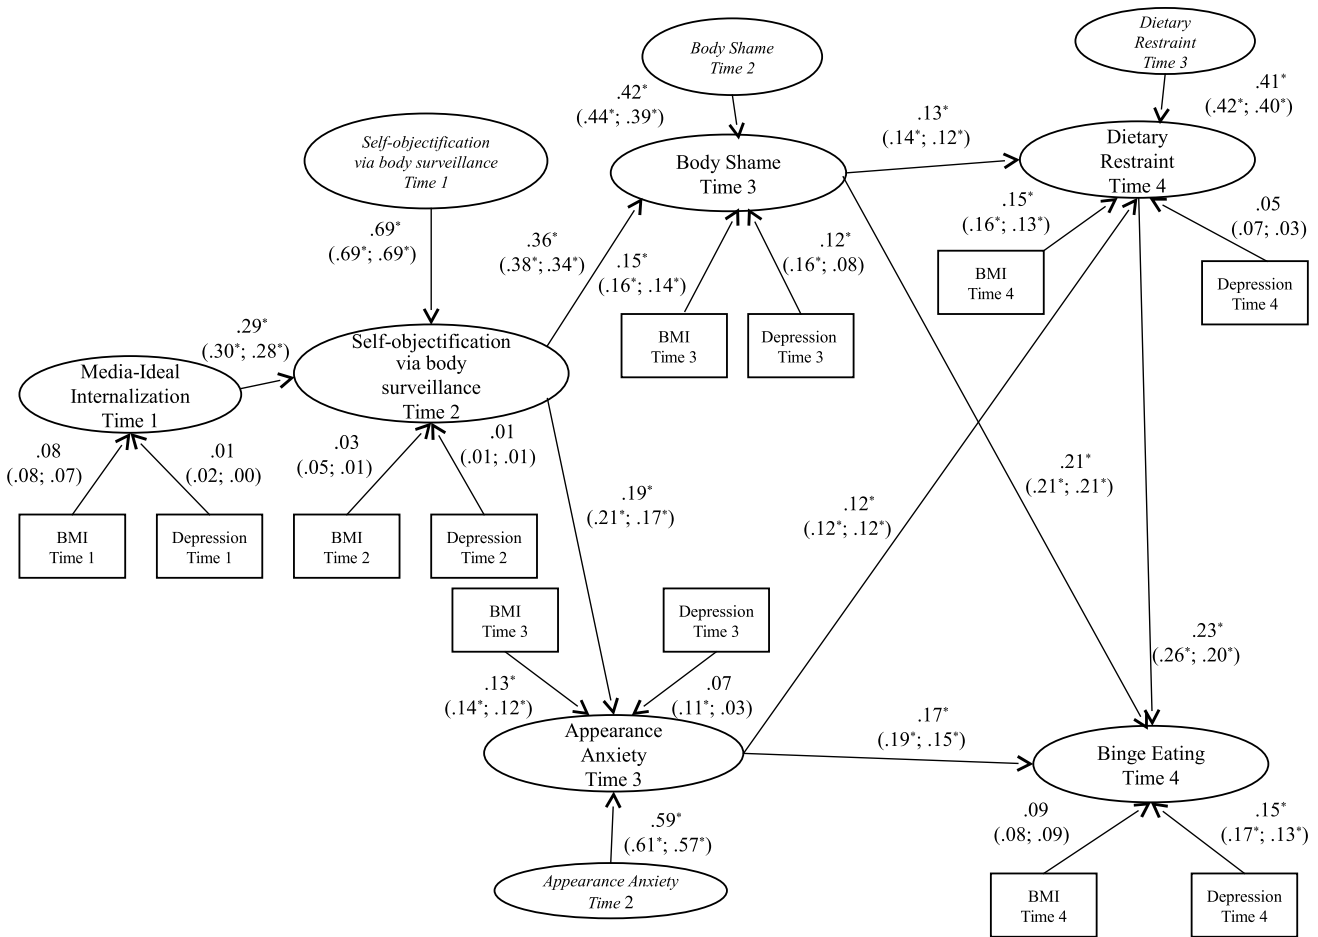 Dietary
Restraint
Time 3
Body Shame
Time 2
.41*
(.42*; .40*)
.42*
(.44*; .39*)
.13*
(.14*; .12*)
Dietary
Restraint
Time 4
Self-objectification
via body surveillance
Time 1
Body Shame
Time 3
.69*
(.69*; .69*)
.36*
(.38*;.34*)
.15*
(.16*; .14*)
.12*
(.16*; .08)
.15*
(.16*; .13*)
.05
(.07; .03)
BMI
Time 4
Depression
Time 4
BMI
Time 3
Depression
Time 3
.29*
(.30*; .28*)
Self-objectification
via body
surveillance
Time 2
Media-Ideal
Internalization
Time 1
.08
(.08; .07)
.01
(.02; .00)
.03
(.05; .01)
.01
(.01; .01)
.21*
(.21*; .21*)
.19*
(.21*; .17*)
.12*
(.12*; .12*)
BMI
Time 1
Depression
Time 1
BMI
Time 2
Depression
Time 2
BMI
Time 3
Depression
Time 3
.23*
(.26*; .20*)
.13*
(.14*; .12*)
.07
(.11*; .03)
.17*
(.19*; .15*)
Appearance
Anxiety
Time 3
Binge Eating
Time 4
.59*
(.61*; .57*)
.09
(.08; .09)
.15*
(.17*; .13*)
Appearance Anxiety
Time 2
BMI
Time 4
Depression
Time 4